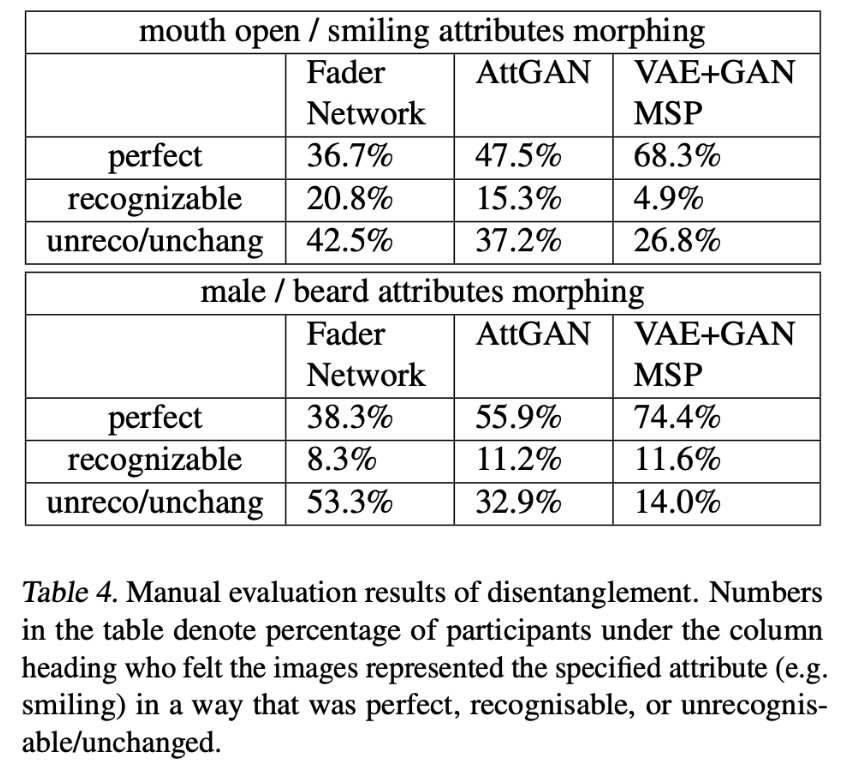 mouth open / smiling attributes morphing
Fader Network AttGAN VAE+GAN MSP
perfect 36.7% 47.5% 68.3%
recognizable 20.8% 15.3% 4.9%
unreco/unchang 42.5% 37.2% 26.8%
male / beard attributes morphing
Fader Network AttGAN VAE+GAN MSP
perfect 38.3% 55.9% 74.4%
recognizable 8.3% 11.2% 11.6%
unreco/unchang 53.3% 32.9% 14.0%
Table 4. Manual evaluation results of disentanglement. Numbers
in the table denote percentage of participants under the column
heading who felt the images represented the specified attribute (e.g.
smiling) in a way that was perfect, recognisable, or unrecognis-
able/unchanged.